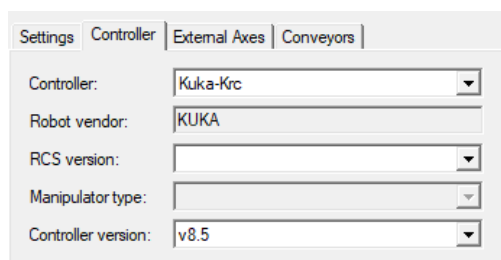 Settings Controller External Axes Conveyors
Controller: Kuka-Krc
Robot vendor: KUKA
RCS version:
Manipulator type:
Controller version: v8.5